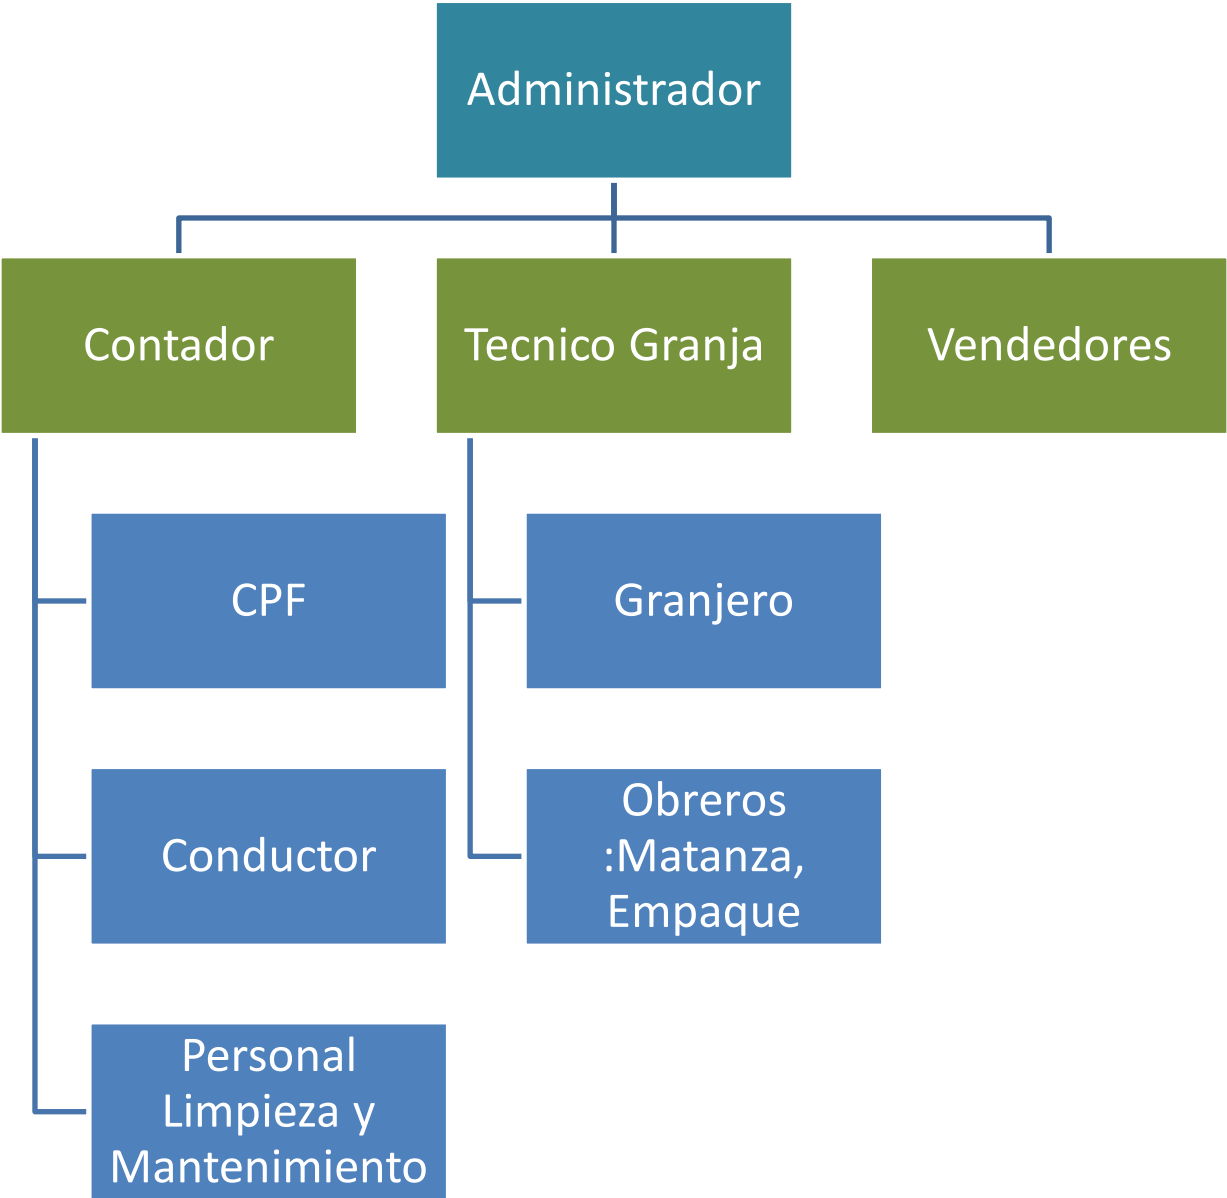 Administrador
Contador
Tecnico Granja
Vendedores
CPF
Granjero
Conductor
Obreros
:Matanza,
Empaque
Personal
Limpieza y
Mantenimiento